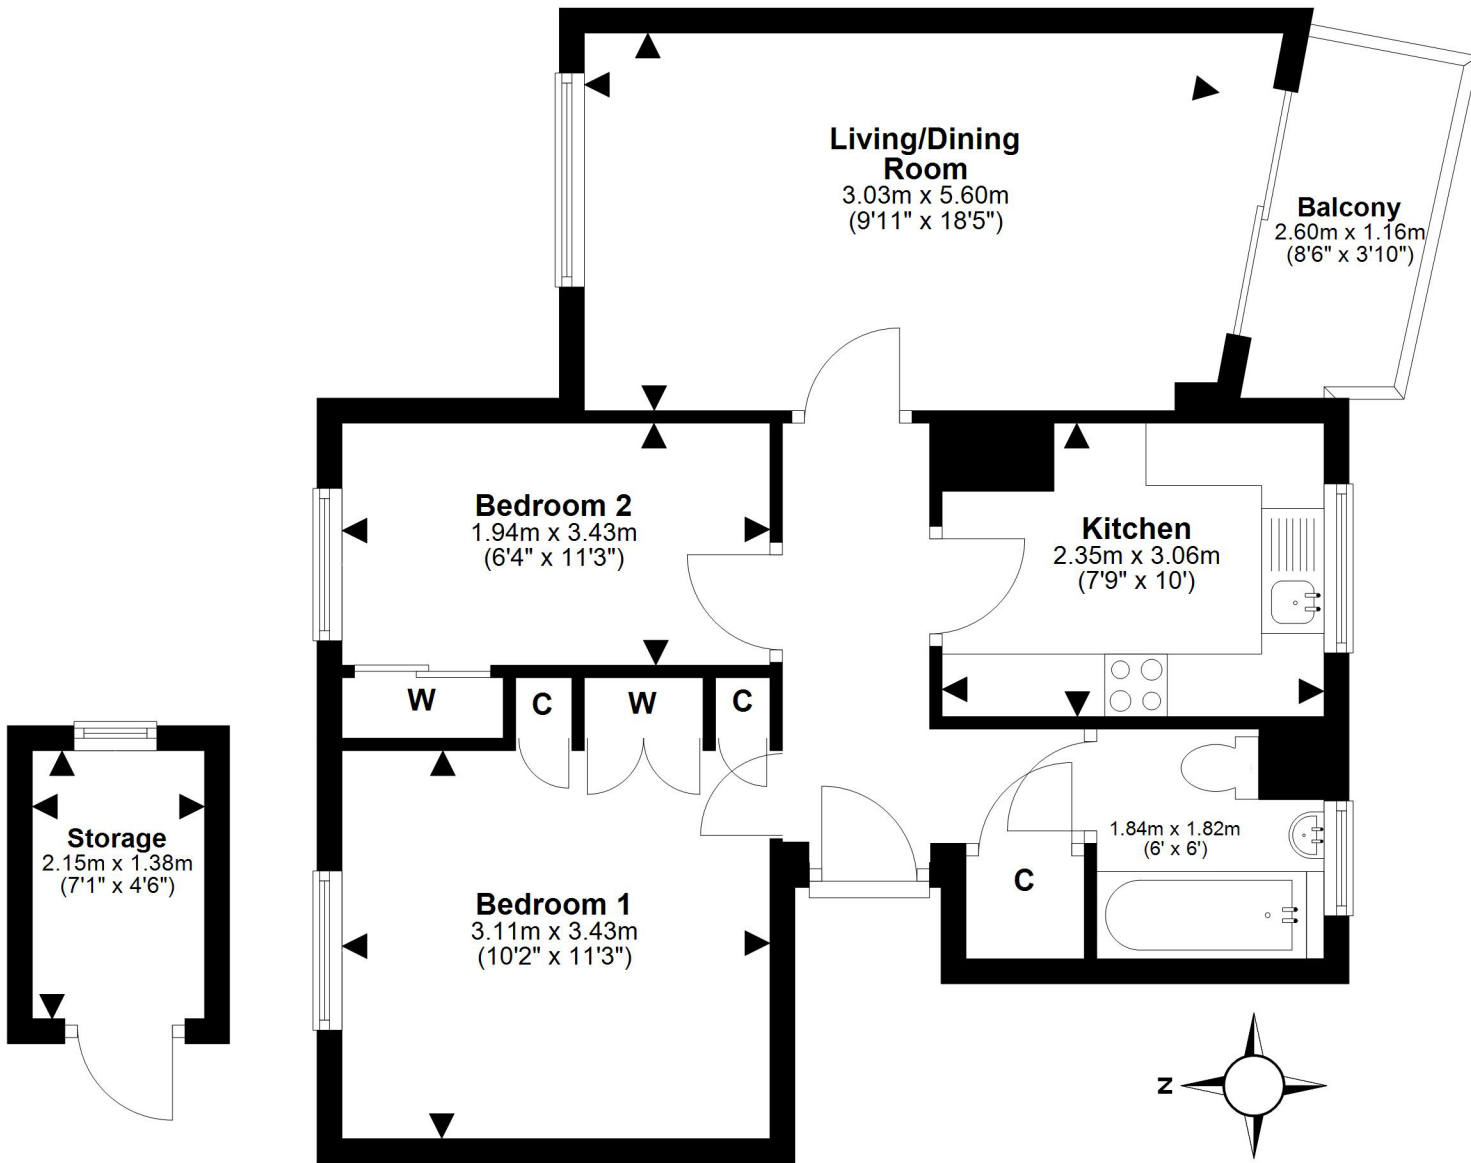 Living/Dining
Room
3.03m x 5.60m
(9'11" x 18'5")
Balcony
2.60m x 1.16m
(8'6" x 3'10")
Bedroom 2
1.94m x 3.43m
(6'4" x 11'3")
Kitchen
2.35m x 3.06m
(7'9" x 10')
W
C
W
C
Storage
2.15m x 1.38m
(7'1" x 4'6")
1.84m x 1.82m
(6' x 6')
C
Bedroom 1
3.11m x 3.43m
(10'2" x 11'3")
N